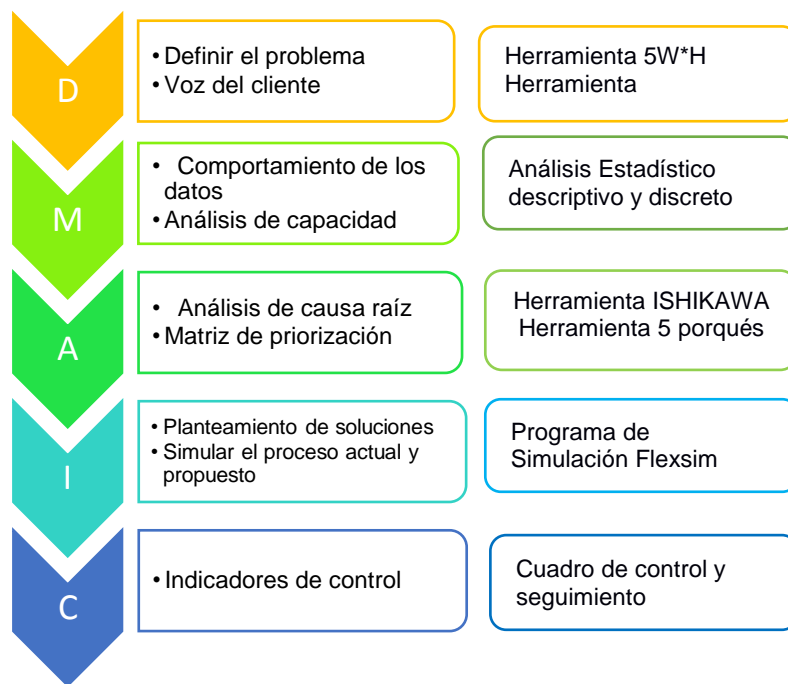 D
• Definir el problema
• Voz del cliente
Herramienta 5W*H
Herramienta
M
• Comportamiento de los
datos
• Análisis de capacidad
Análisis Estadístico
descriptivo y discreto
A
• Análisis de causa raíz
• Matriz de priorización
Herramienta ISHIKAWA
Herramienta 5 porqués
I
• Planteamiento de soluciones
• Simular el proceso actual y
propuesto
Programa de
Simulación Flexsim
C
• Indicadores de control
Cuadro de control y
seguimiento